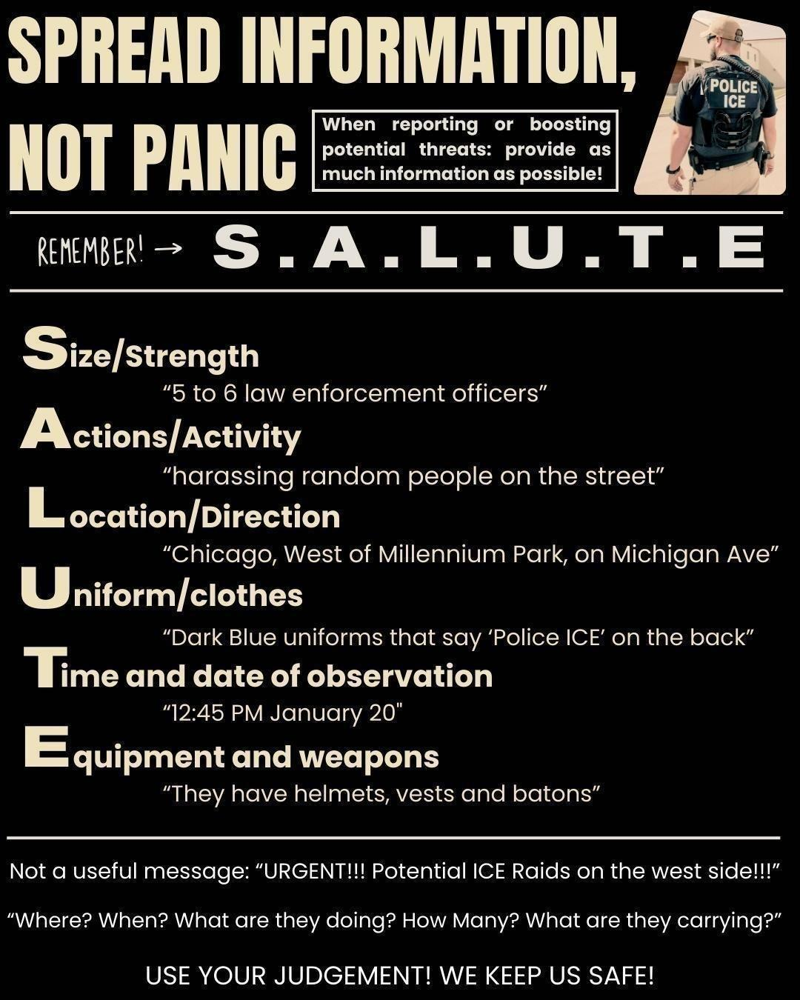 SPREAD INFORMATION,
NOT PANIC
When reporting or boosting
potential threats: provide as
much information as possible!
POLICE
ICE
REMEMBER! → S.A.L.U.T.E
Size/Strength
“5 to 6 law enforcement officers”
Actions/Activity
“harassing random people on the street”
Location/Direction
“Chicago, West of Millennium Park, on Michigan Ave”
Uniform/clothes
“Dark Blue uniforms that say ‘Police ICE’ on the back”
Time and date of observation
“12:45 PM January 20"
Equipment and weapons
“They have helmets, vests and batons”
Not a useful message: “URGENT!!! Potential ICE Raids on the west side!!!”
“Where? When? What are they doing? How Many? What are they carrying?”
USE YOUR JUDGEMENT! WE KEEP US SAFE!